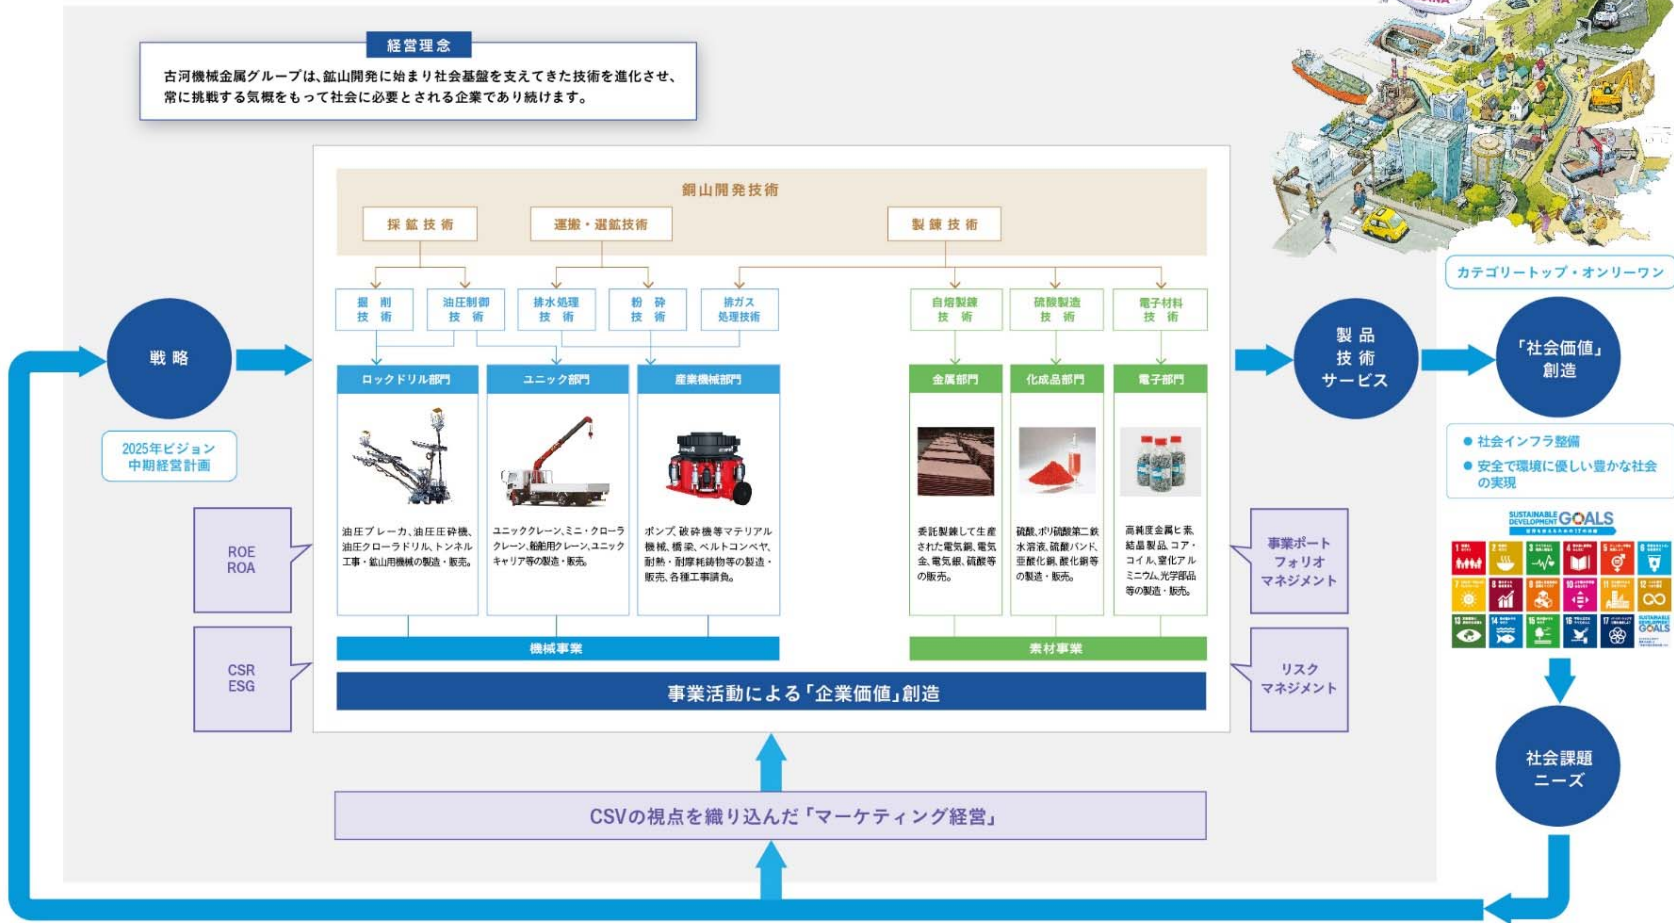 経営理念
古河機械金属グループは、鉱山開発に始まり社会基盤を支えてきた技術を進化させ、
常に挑戦する気概をもって社会に必要とされる企業であり続けます。
銅山開発技術
採鉱技術
運搬・選鉱技術
製錬技術
掘削
技術
油圧制御
技術
排水処理
技術
粉砕
技術
排ガス
処理技術
自熔製錬
技術
硫酸製造
技術
電子材料
技術
戦略
2025年ビジョン
中期経営計画
ロックドリル部門
油圧ブレーカ、油圧圧砕機、
油圧クローラドリル、トンネル
工事・鉱山用機械の製造・販売。
ユニック部門
ユニッククレーン、ミニ・クローラ
クレーン、船舶用クレーン、ユニック
キャリア等の製造・販売。
産業機械部門
ポンプ、破砕機等マテリアル
機械、橋梁、ベルトコンベヤ、
耐熱・耐摩耗鋳物等の製造・
販売、各種工事請負。
金属部門
委託製錬して生産
された電気銅、電気
金、電気銀、硫酸等
の販売。
化成品部門
硫酸、ポリ硫酸第二鉄
水溶液、硫酸バンド、
亜酸化銅、酸化銅等
の製造・販売。
電子部門
高純度金属ヒ素、
結晶製品、コア・
コイル、窒化アル
ミニウム、光学部品
等の製造・販売。
機械事業
素材事業
事業活動による「企業価値」創造
ROE
ROA
CSR
ESG
事業ポート
フォリオ
マネジメント
リスク
マネジメント
CSVの視点を織り込んだ「マーケティング経営」
製品
技術
サービス
カテゴリートップ・オンリーワン
「社会価値」
創造
● 社会インフラ整備
● 安全で環境に優しい豊かな社会
の実現
SUSTAINABLE
DEVELOPMENT GOALS
1
2
3
4
5
6
7
8
9
10
11
12
13
14
15
16
17
SUSTAINABLE
DEVELOPMENT
GOALS
社会課題
ニーズ